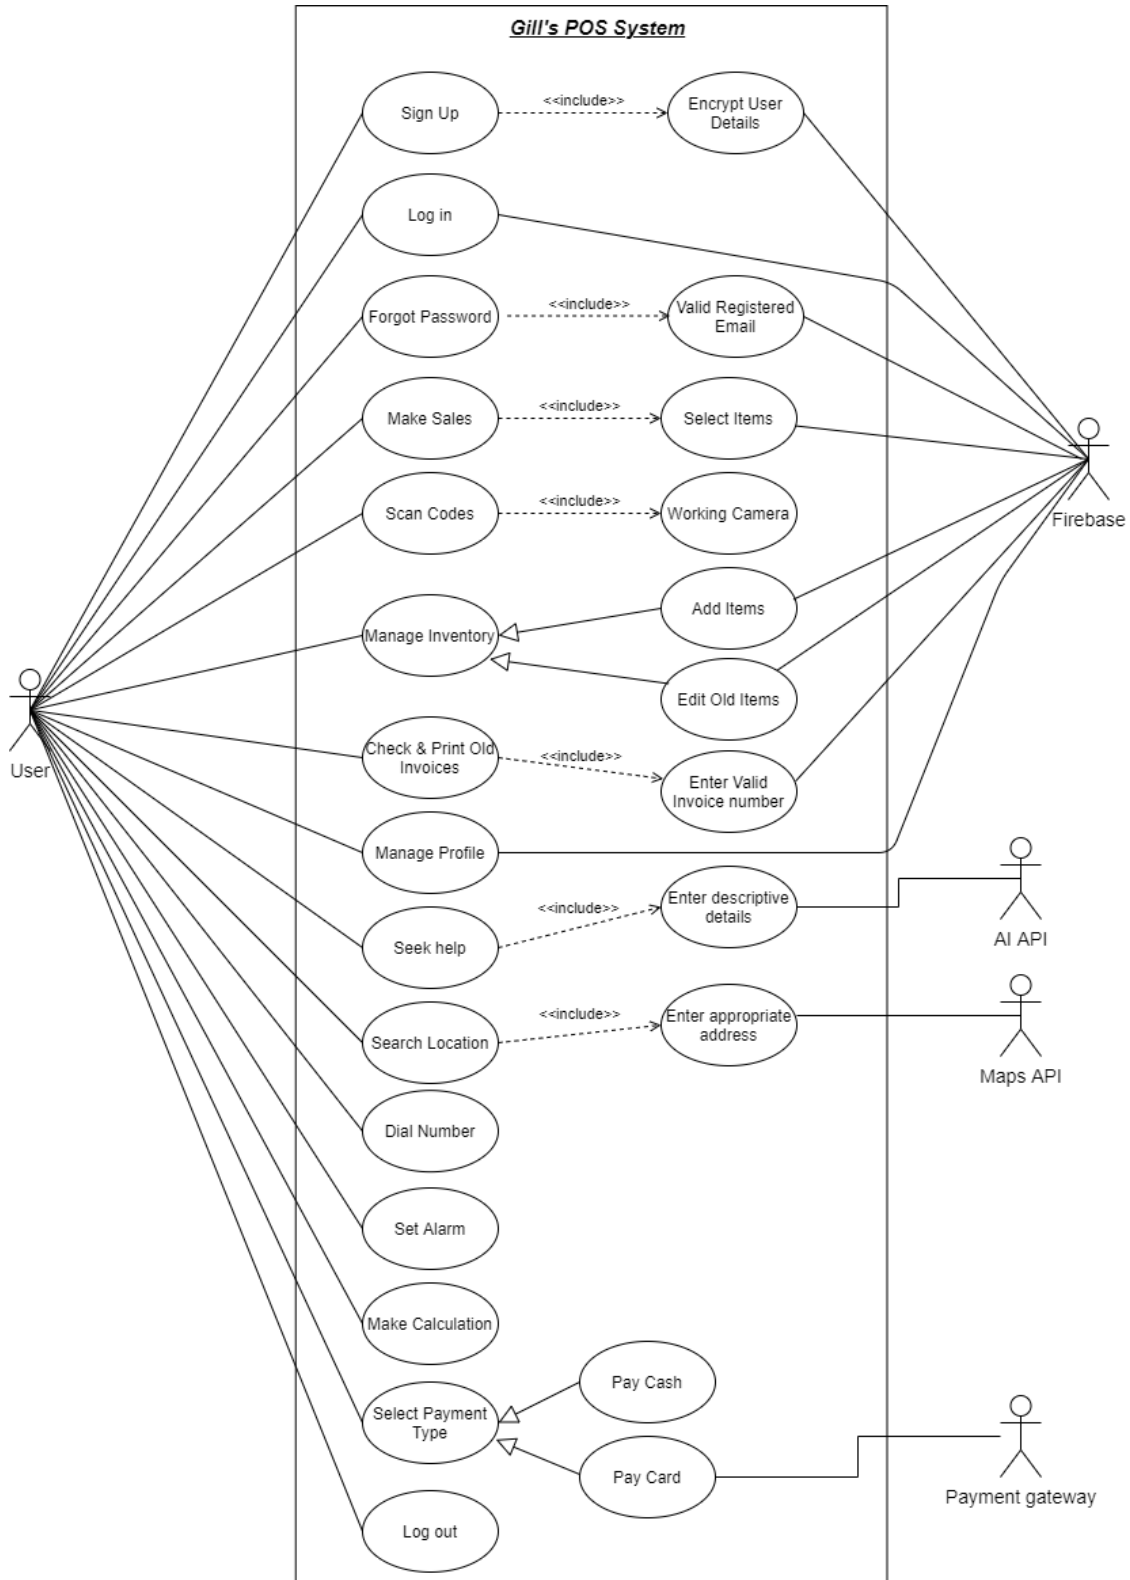 Gill's POS System
Sign Up
<<include>>
Encrypt User
Details
Log in
Forgot Password
<<include>>
Valid Registered
Email
Make Sales
<<include>>
Select Items
Scan Codes
<<include>>
Working Camera
Firebase
Add Items
Manage Inventory
Edit Old Items
User
Check & Print Old
Invoices
<<include>>
Enter Valid
Invoice number
Manage Profile
Seek help
<<include>>
Enter descriptive
details
AI API
Search Location
<<include>>
Enter appropriate
address
Maps API
Dial Number
Set Alarm
Make Calculation
Select Payment
Type
Pay Cash
Pay Card
Payment gateway
Log out